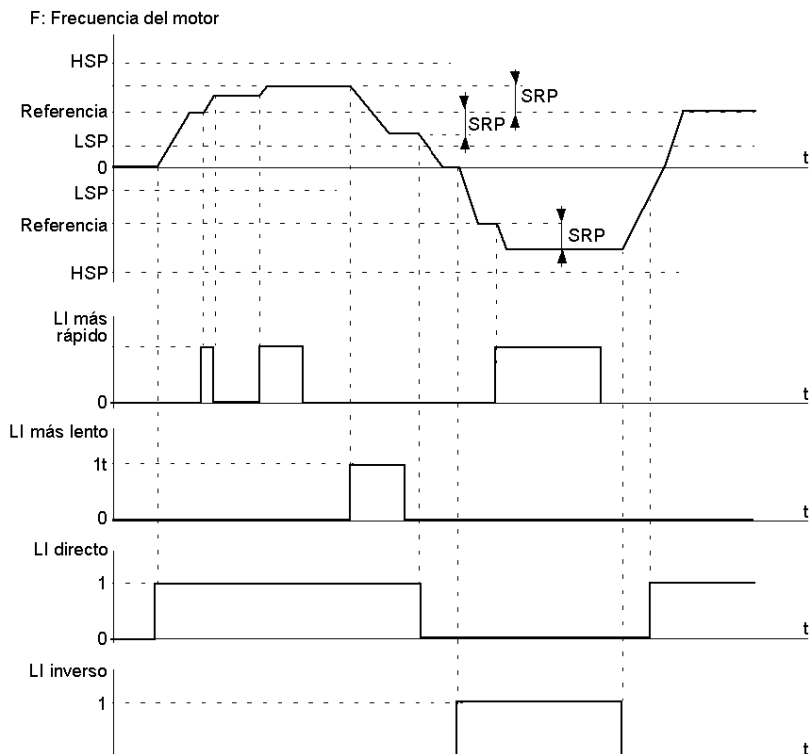 F: Frecuencia del motor
HSP
SRP
Referencia
SRP
LSP
0
t
LSP
Referencia
SRP
HSP
LI más
rápido
0
t
LI más lento
1t
0
t
LI directo
1
0
t
LI inverso
1
t